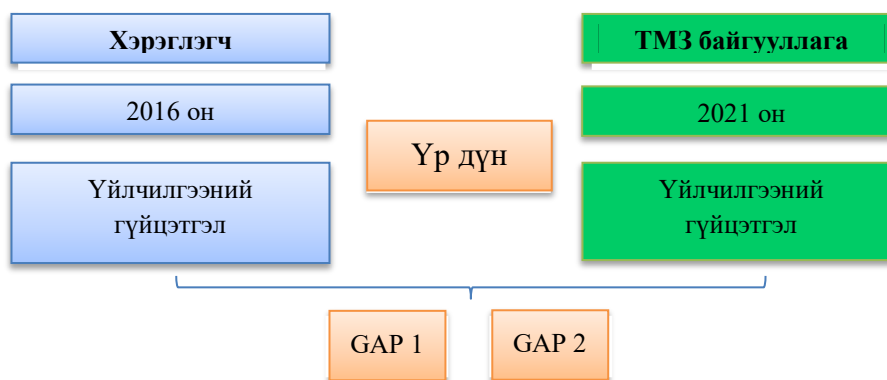 Хэрэглэгч
ТМЗ байгууллага
2016 он
2021 он
Үр дүн
Үйлчилгээний
гүйцэтгэл
Үйлчилгээний
гүйцэтгэл
GAP 1
GAP 2